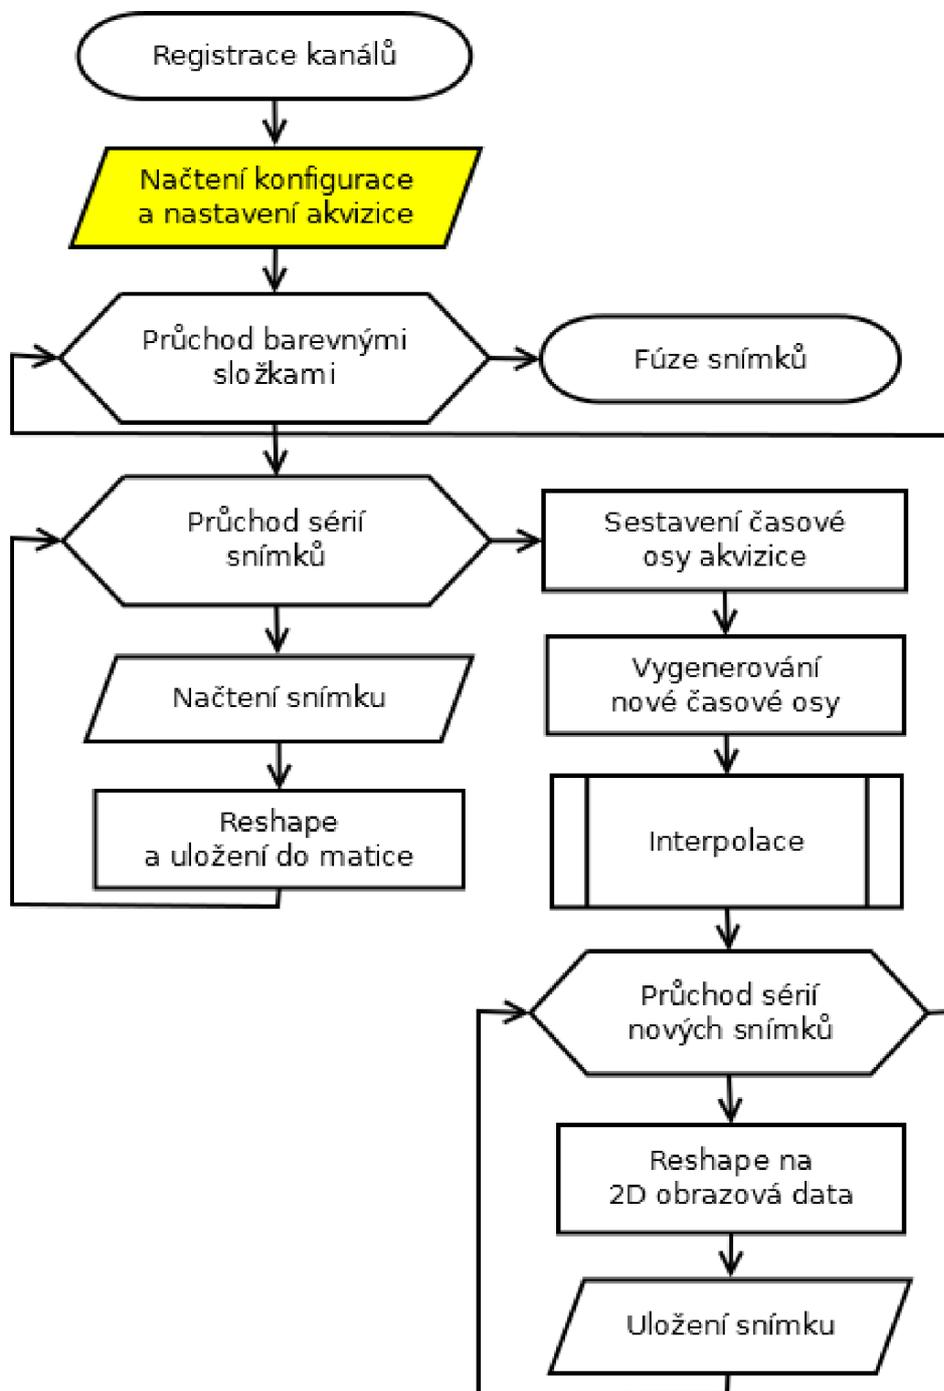 Registrace kanálů
Načtení konfigurace
a nastavení akvizice
Průchod barevnými
složkami
Fúze snímků
Průchod sérií
snímků
Načtení snímku
Reshape
a uložení do matice
Sestavení časové
osy akvizice
Vygenerování
nové časové osy
Interpolace
Průchod sérií
nových snímků
Reshape na
2D obrazová data
Uložení snímku